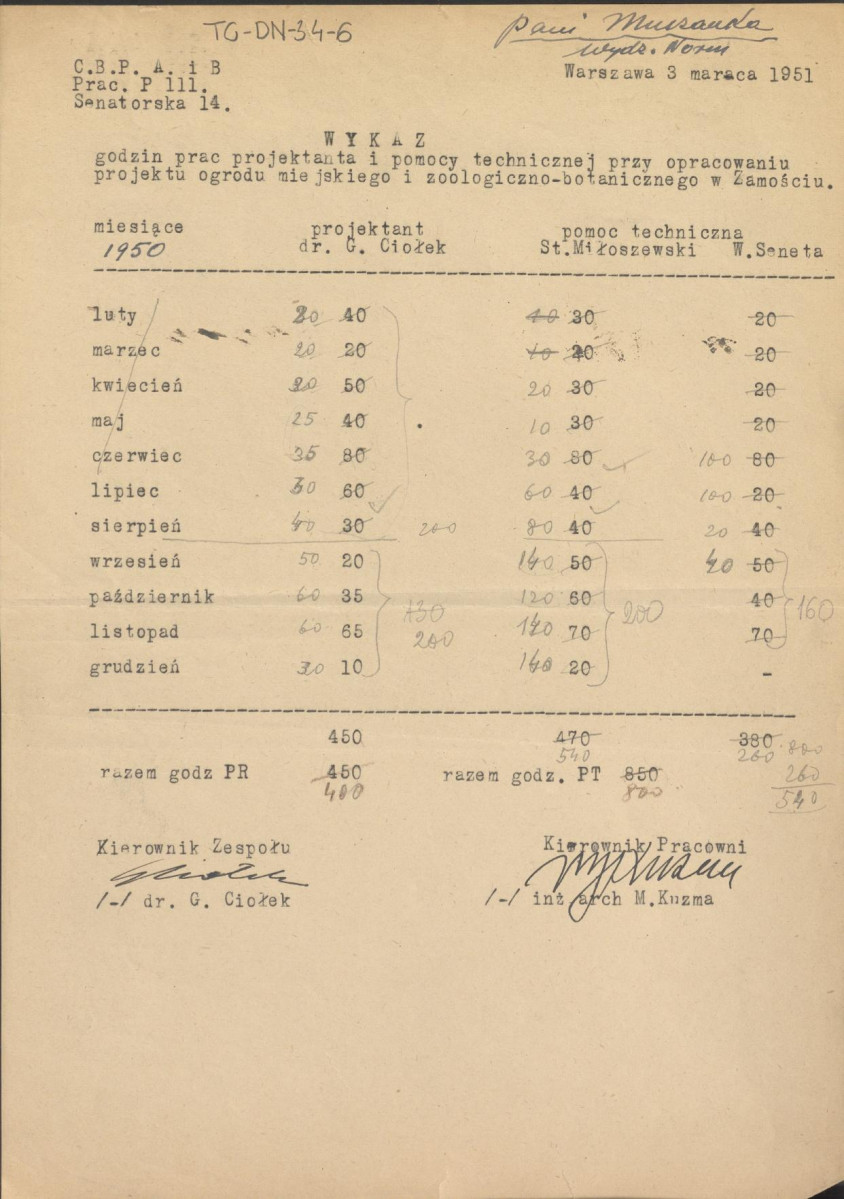 TG-DN-34-6
Pani
wydz. Norm
C.B.P. A. i B
Prac. P 111.
Senatorska 14.
Warszawa 3 maraca 1951
W Y K A Z
godzin prac projektanta i pomocy technicznej przy opracowaniu
projektu ogrodu miejskiego i zoologiczno-botanicznego w Zamościu.
miesiące projektant pomoc techniczna
1950 dr. G. Ciołek St.Miłoszewski W.Seneta
luty 20 40 10 30 20
marzec 20 20 10 20 20
kwiecień 20 50 20 30 20
maj 25 40 10 30 20
czerwiec 35 80 30 80 100 80
lipiec 60 60 40 100 20
sierpień 40 30 200 80 40 20 40
wrzesień 50 20 140 50 40 50
październik 60 35 130 120 60 200 40 160
listopad 60 65 200 140 70 70
grudzień 30 10 140 20 -
450 470 380
540 260 800
razem godz PR 450 razem godz. PT 850 260
400 800 540
Kierownik Zespołu Kierownik Pracowni
/-/ dr. G. Ciołek /-/ inż arch M.Kuzma